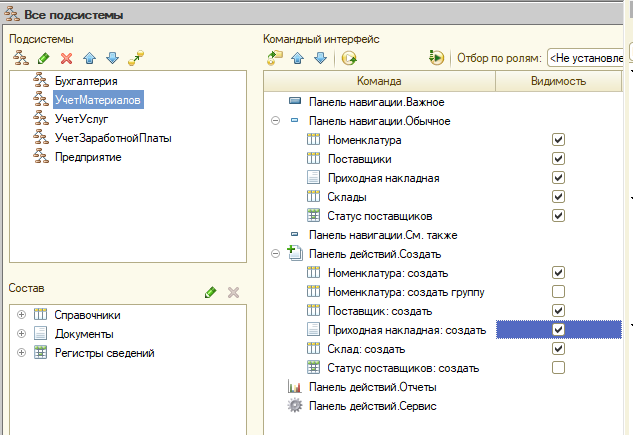 Все подсистемы
Подсистемы
Бухгалтерия
УчетМатериалов
УчетУслуг
УчетЗаработнойПлаты
Предприятие
Состав
Справочники
Документы
Регистры сведений
Командный интерфейс
Отбор по ролям: <Не установле
Команда Видимость
Панель навигации.Важное
Панель навигации.Обычное
Номенклатура
Поставщики
Приходная накладная
Склады
Статус поставщиков
Панель навигации.См. также
Панель действий.Создать
Номенклатура: создать
Номенклатура: создать группу
Поставщик: создать
Приходная накладная: создать
Склад: создать
Статус поставщиков: создать
Панель действий.Отчеты
Панель действий.Сервис